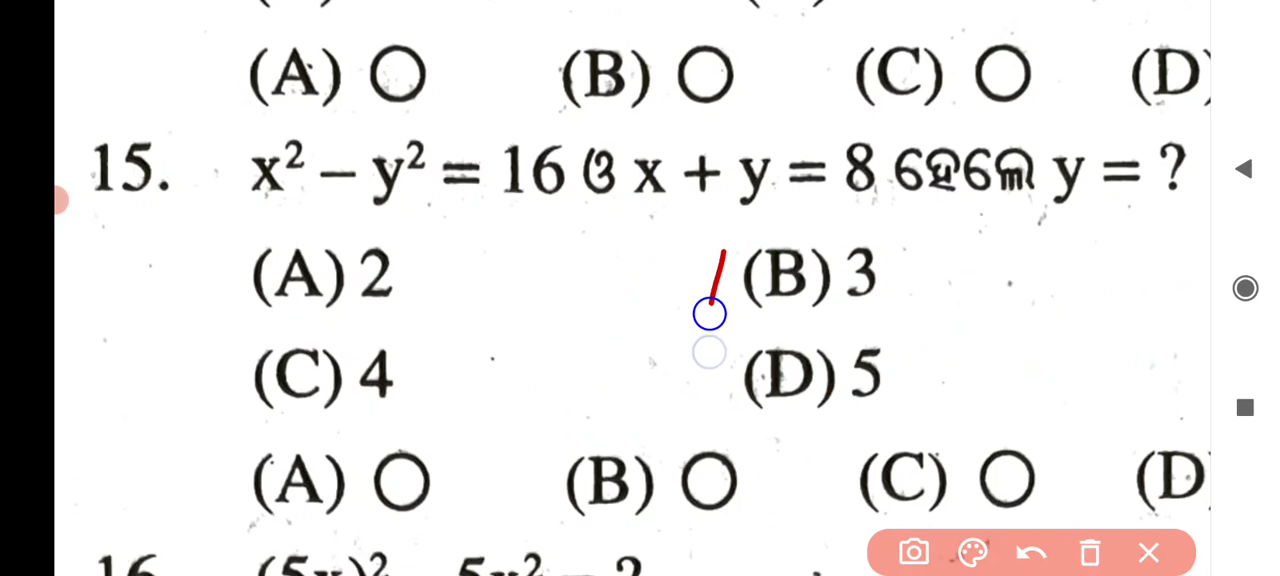 (A) ○ (B) ○ (C) ○ (D)
15. x² – y² = 16 ଓ x + y = 8 ହେଲେ y = ?
(A) 2 (B) 3
(C) 4 (D) 5
(A) ○ (B) ○ (C) ○ (D)